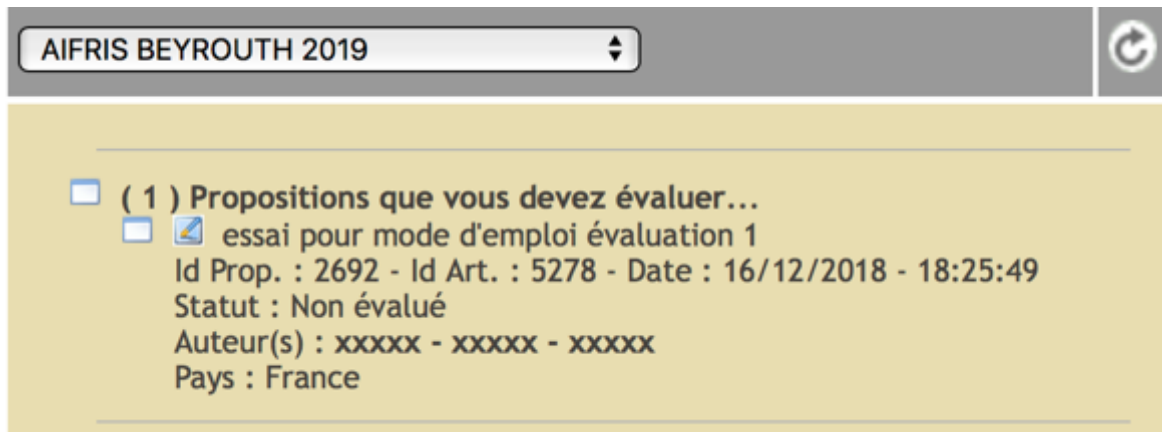 AIFRIS BEYROUTH 2019
( 1 ) Propositions que vous devez évaluer...
essai pour mode d'emploi évaluation 1
Id Prop. : 2692 - Id Art. : 5278 - Date : 16/12/2018 - 18:25:49
Statut : Non évalué
Auteur(s) : xxxxx - xxxxx - xxxxx
Pays : France